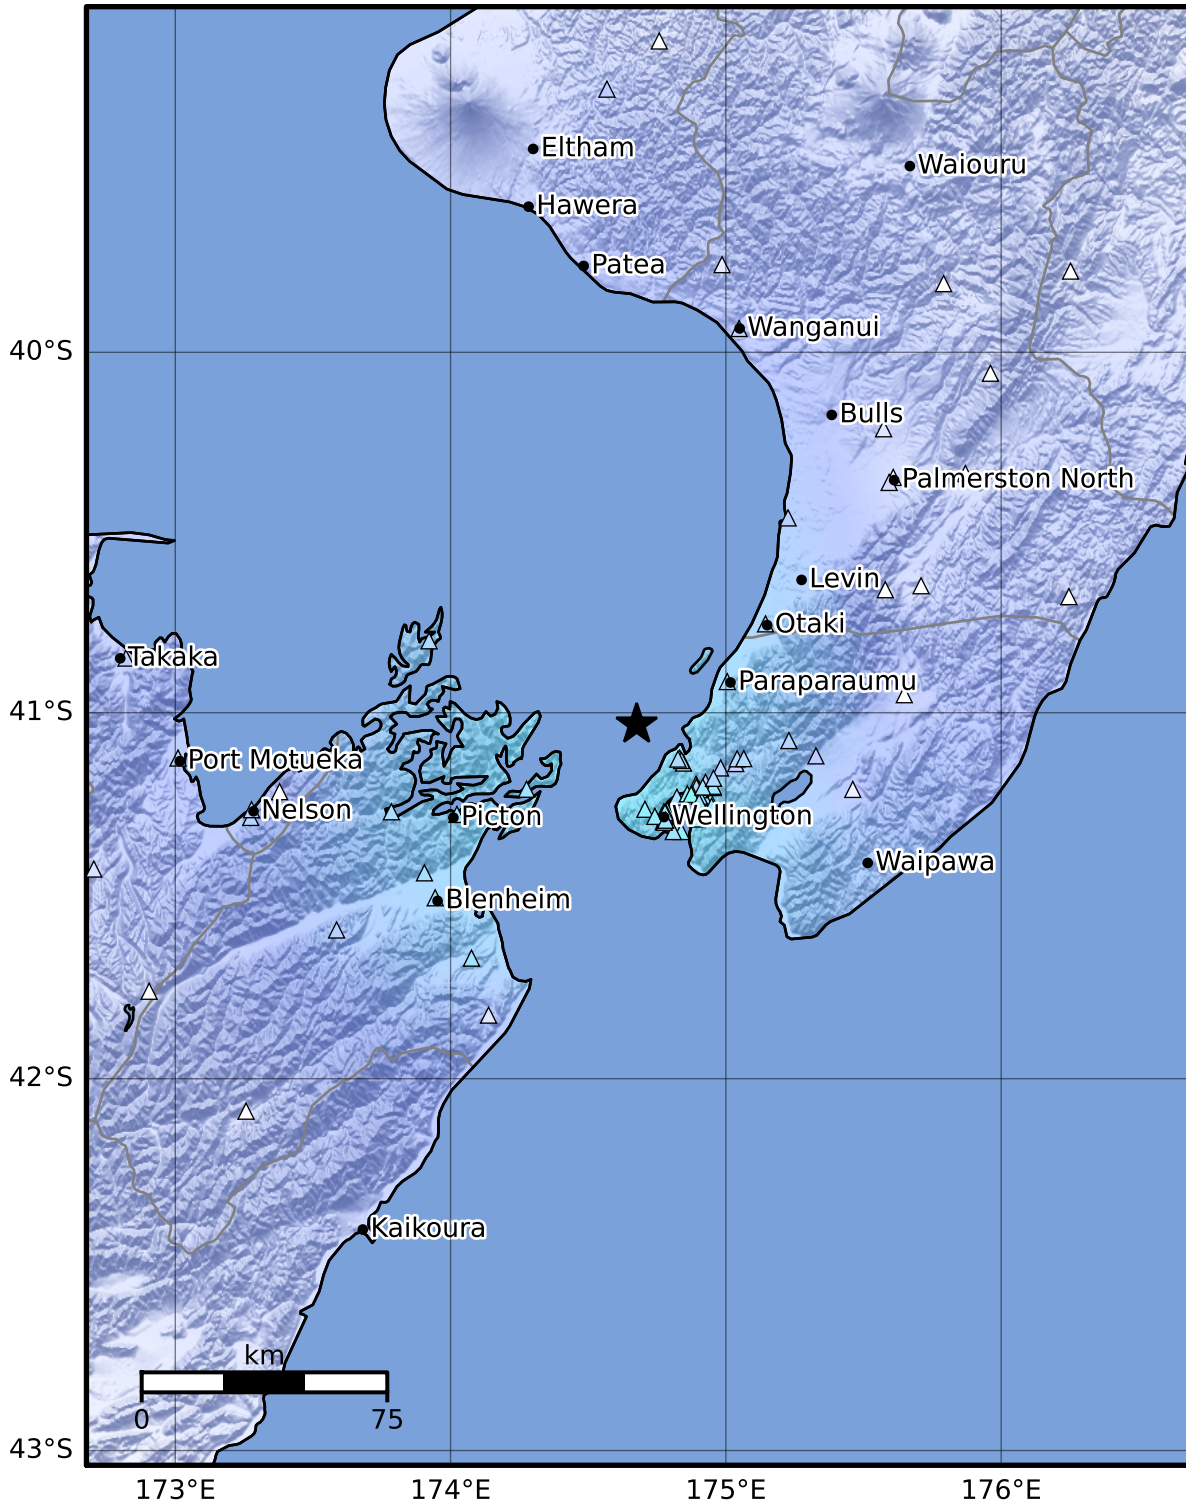 Eltham
Waiouru
Hawera
Patea
Wanganui
40°S
Bulls
Palmerston North
Levin
Otaki
Takaka
Paraparaumu
41°S
Port Motueka
Nelson
Picton
Wellington
Waipawa
Blenheim
42°S
Kaikoura
km
0
75
43°S
173°E
174°E
175°E
176°E